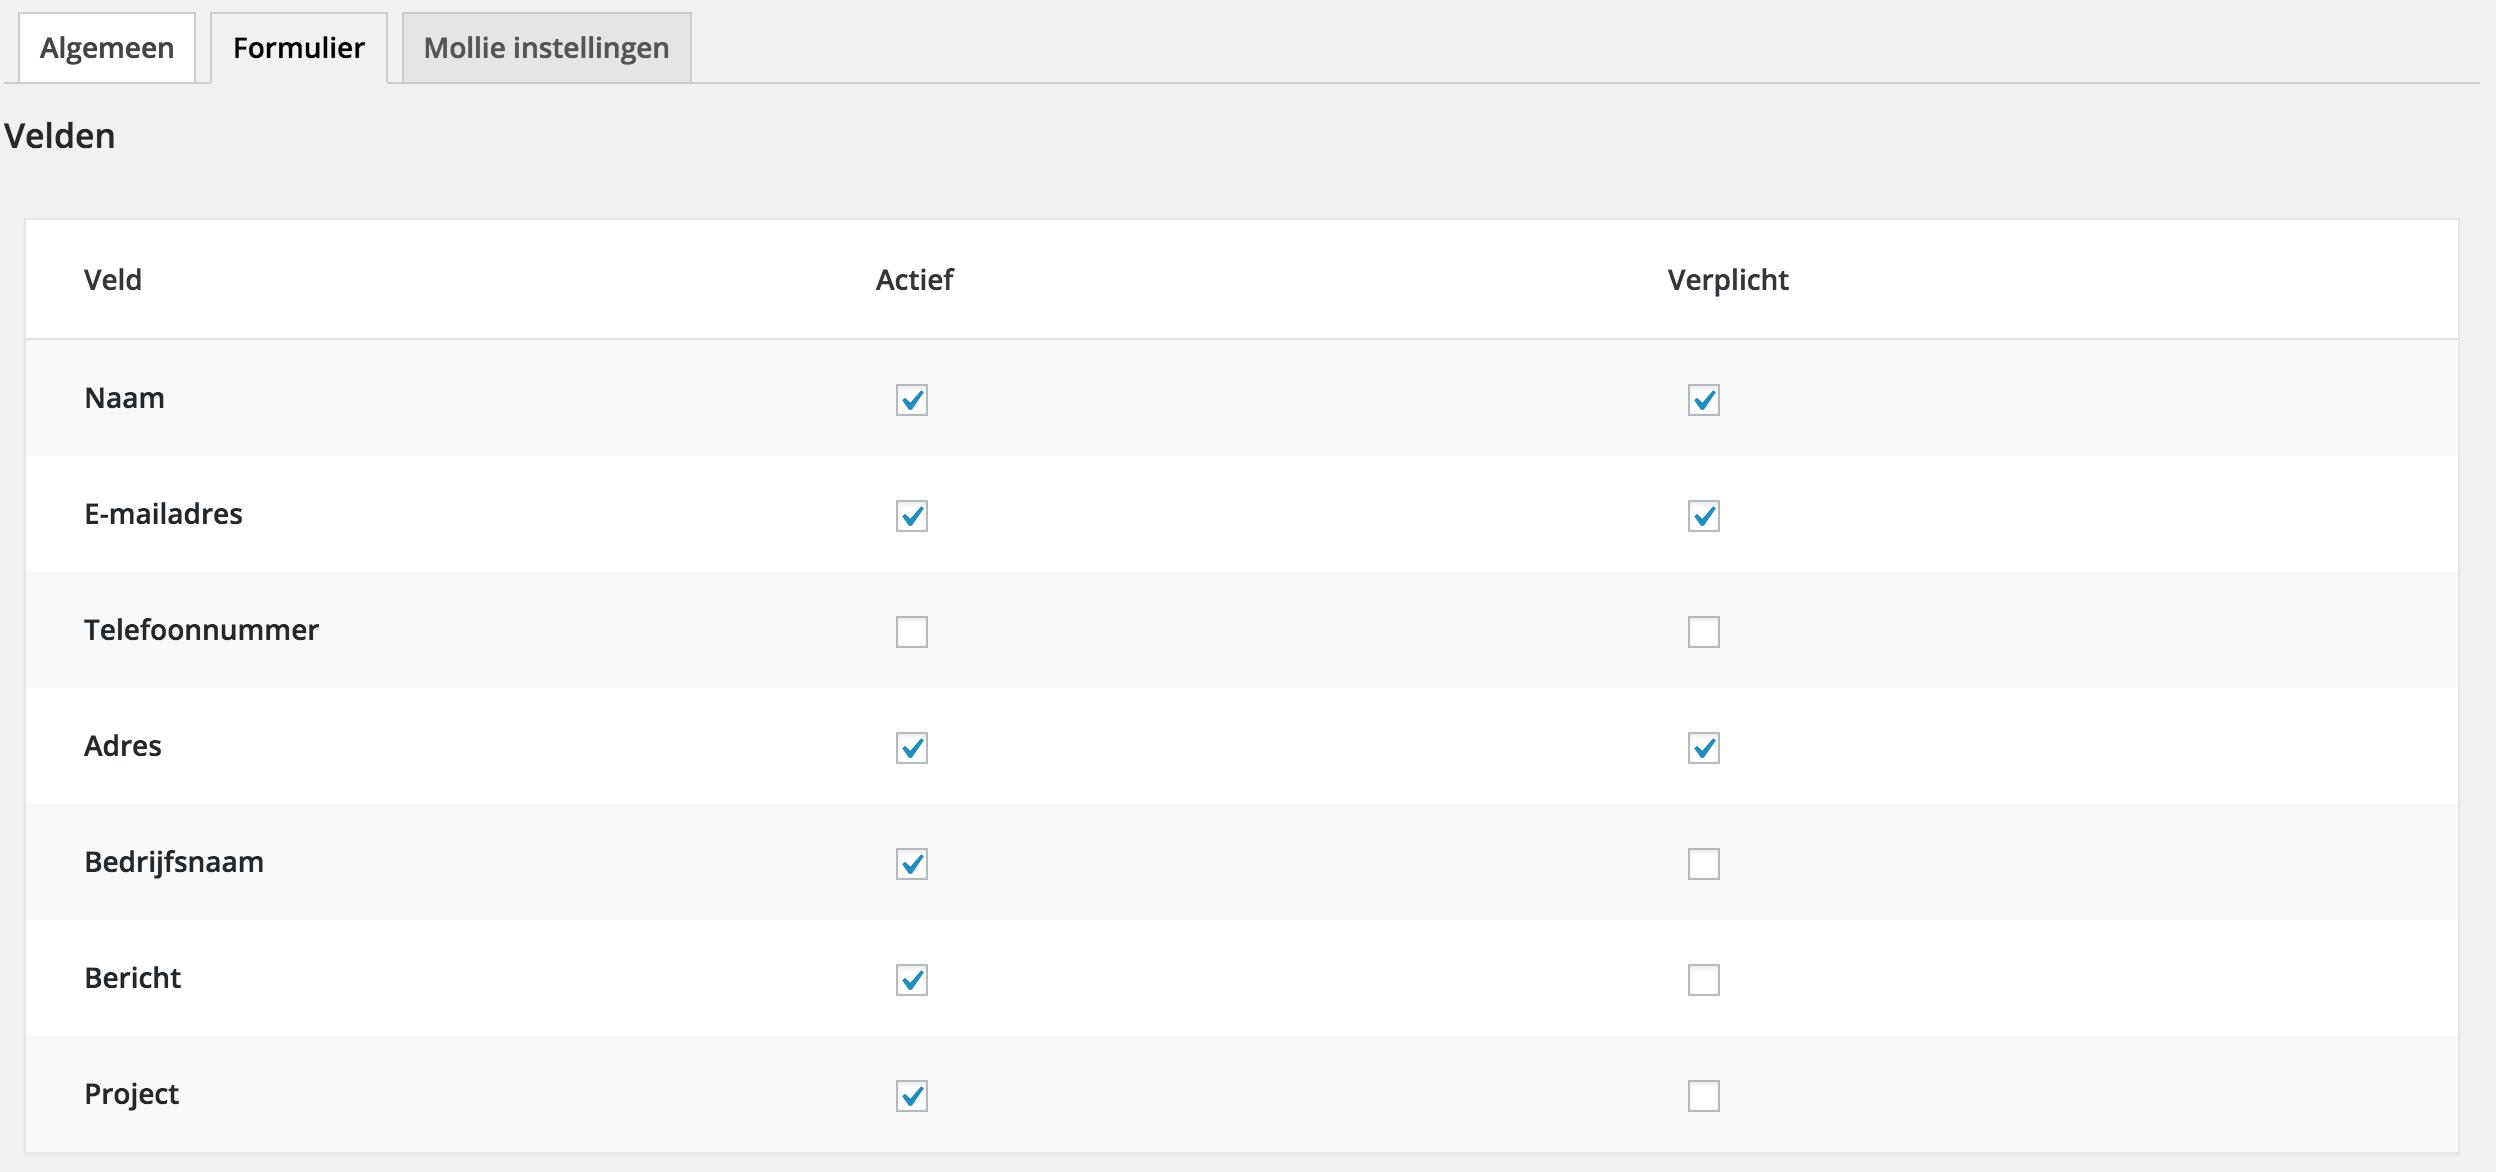 Algemeen Formulier Mollie instellingen
Velden
Veld Actief Verplicht
Naam
E-mailadres
Telefoonnummer
Adres
Bedrijfsnaam
Bericht
Project